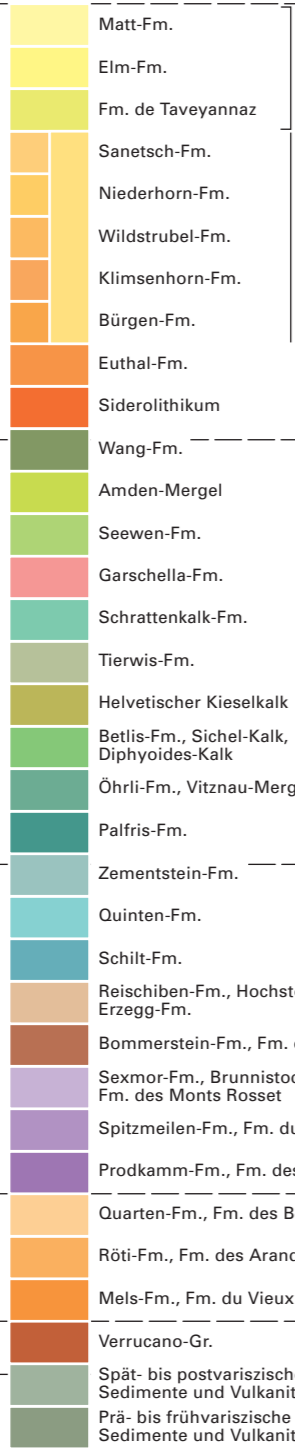 Matt-Fm.
Elm-Fm.
Fm. de Taveyannaz
Sanetsch-Fm.
Niederhorn-Fm.
Wildstrubel-Fm.
Klimsenhorn-Fm.
Bürgen-Fm.
Euthal-Fm.
Siderolithikum
Wang-Fm.
Amden-Mergel
Seewen-Fm.
Garschella-Fm.
Schrattenkalk-Fm.
Tierwis-Fm.
Helvetischer Kieselkalk
Betlis-Fm., Sichel-Kalk,
Diphyoides-Kalk
Öhrli-Fm., Vitznau-Merg
Palfris-Fm.
Zementstein-Fm.
Quinten-Fm.
Schilt-Fm.
Reischiben-Fm., Hochst
Erzegg-Fm.
Bommerstein-Fm., Fm.
Sexmor-Fm., Brunnisto
Fm. des Monts Rosset
Spitzmeilen-Fm., Fm. du
Prodkamm-Fm., Fm. des
Quarten-Fm., Fm. des B
Röti-Fm., Fm. des Aran
Mels-Fm., Fm. du Vieux
Verrucano-Gr.
Spät- bis postvariszisch
Sedimente und Vulkanit
Prä- bis frühvariszische
Sedimente und Vulkanit